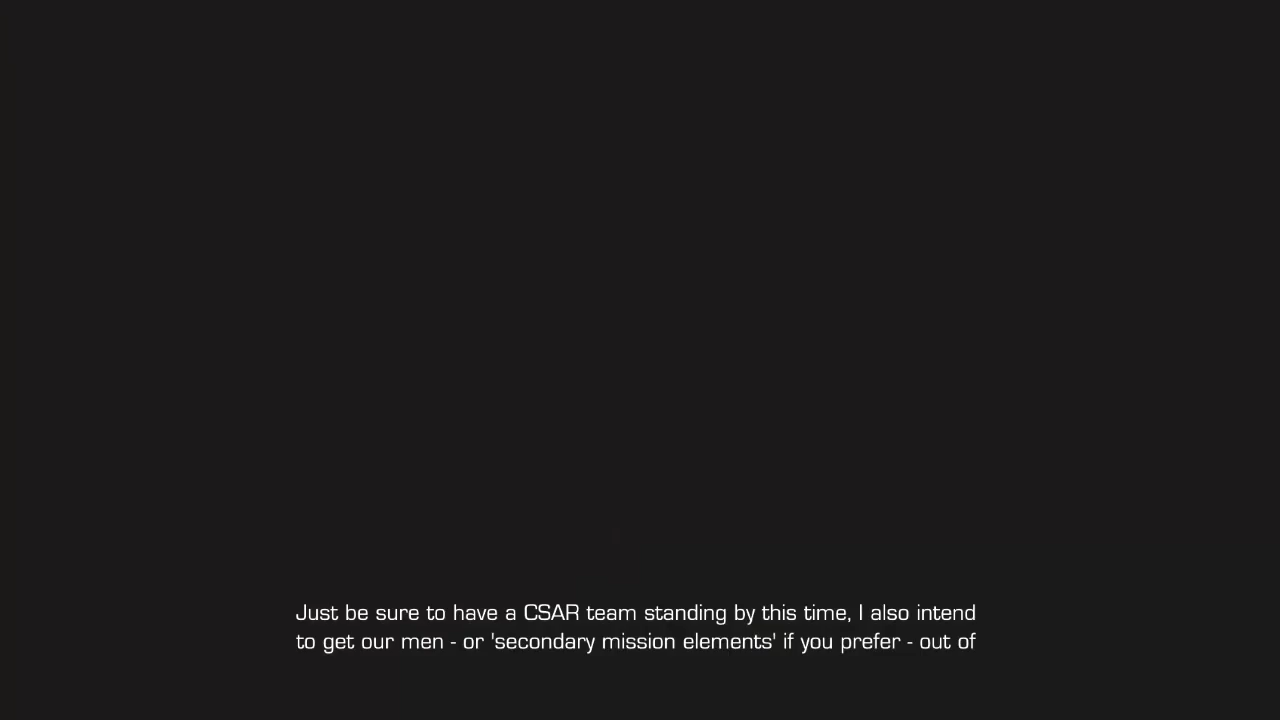 Just be sure to have a CSAR team standing by this time, I also intend
to get our men - or 'secondary mission elements' if you prefer - out of